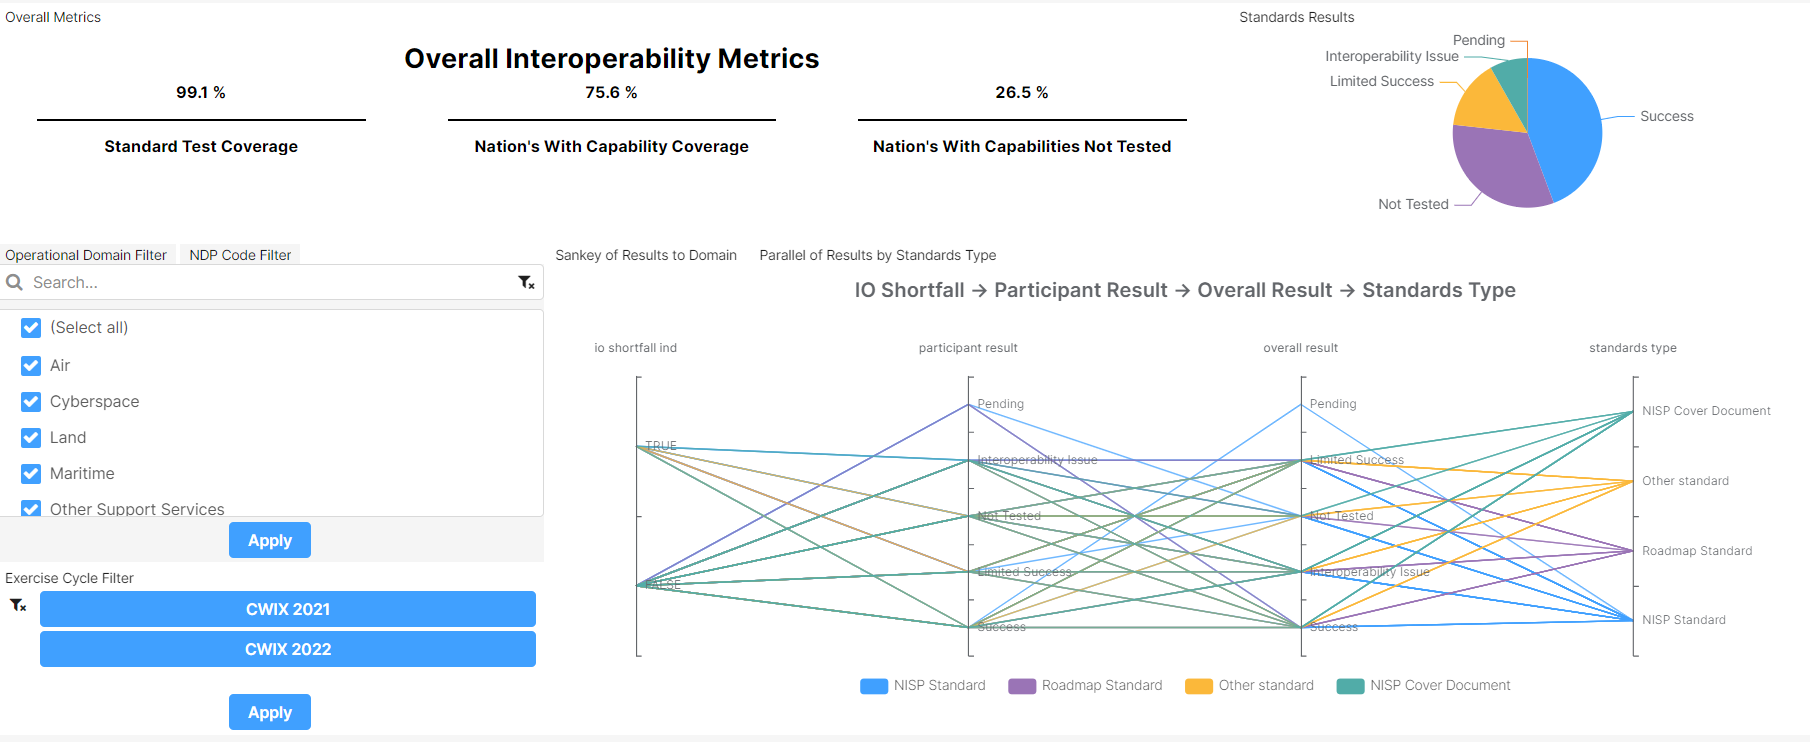 Overall Metrics
Overall Interoperability Metrics
99.1 %
Standard Test Coverage
75.6 %
Nation's With Capability Coverage
26.5 %
Nation's With Capabilities Not Tested
Standards Results
Pending
Interoperability Issue
Limited Success
Success
Not Tested
Operational Domain Filter
NDP Code Filter
Search...
(Select all)
Air
Cyberspace
Land
Maritime
Other Support Services
Apply
Exercise Cycle Filter
CWIX 2021
CWIX 2022
Apply
Sankey of Results to Domain
Parallel of Results by Standards Type
IO Shortfall → Participant Result → Overall Result → Standards Type
io shortfall ind
TRUE
FALSE
participant result
Pending
Interoperability Issue
Not Tested
Limited Success
Success
overall result
Pending
Limited Success
Not Tested
Interoperability Issue
Success
standards type
NISP Cover Document
Other standard
Roadmap Standard
NISP Standard
NISP Standard
Roadmap Standard
Other standard
NISP Cover Document